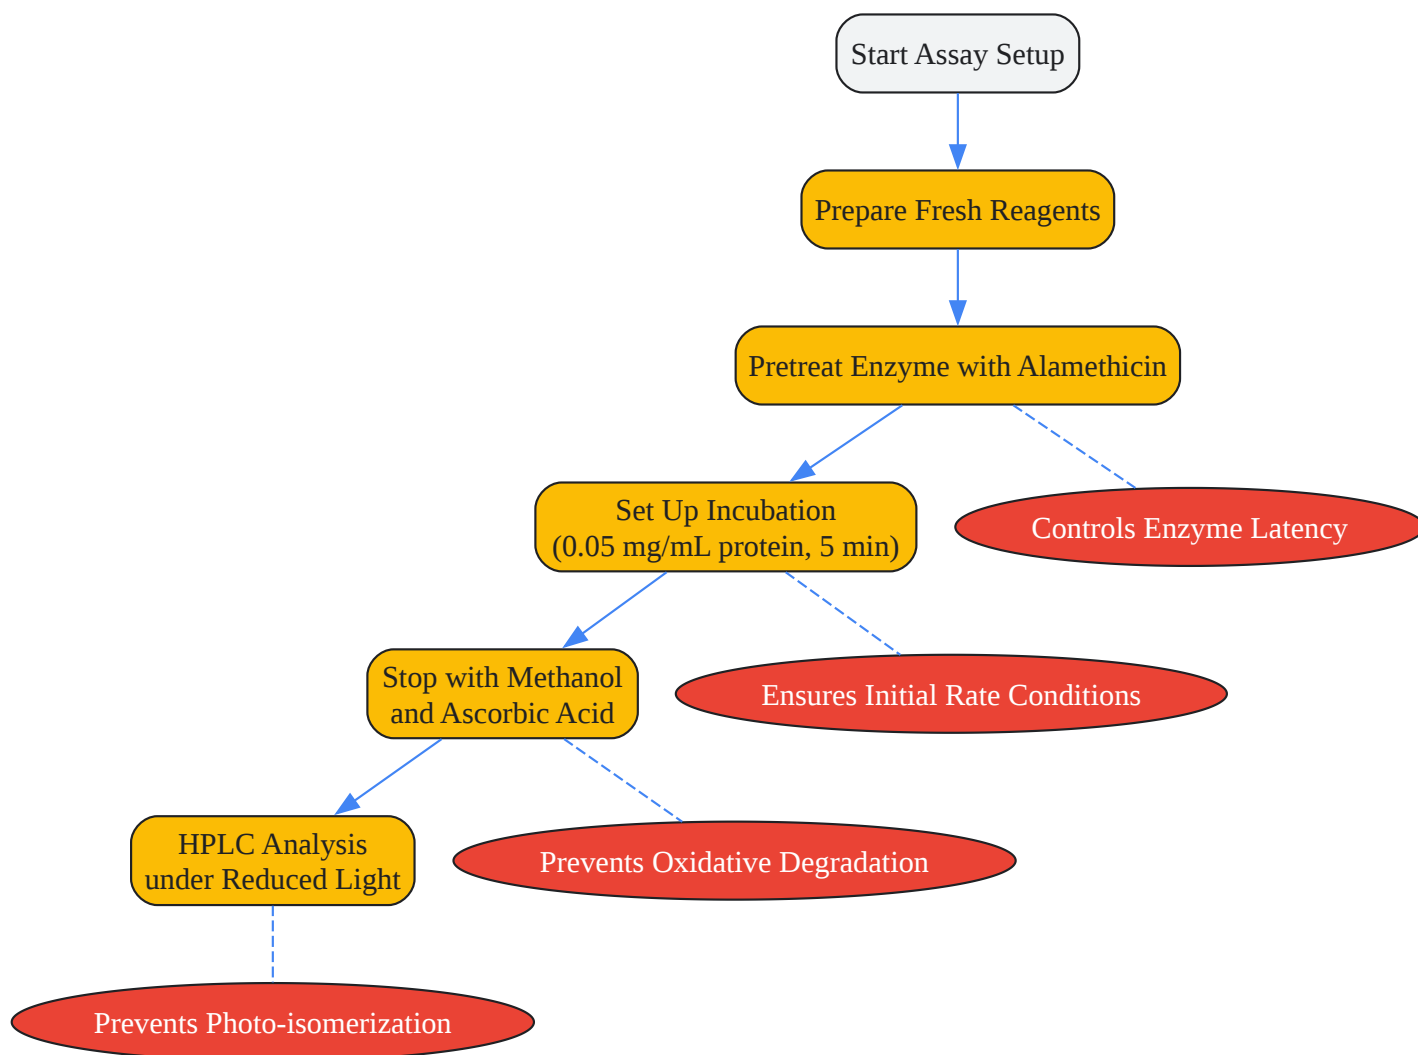 Start Assay Setup
Prepare Fresh Reagents
Pretreat Enzyme with Alamethicin
Set Up Incubation
(0.05 mg/mL protein, 5 min)
Controls Enzyme Latency
Stop with Methanol
and Ascorbic Acid
Ensures Initial Rate Conditions
HPLC Analysis
under Reduced Light
Prevents Oxidative Degradation
Prevents Photo-isomerization